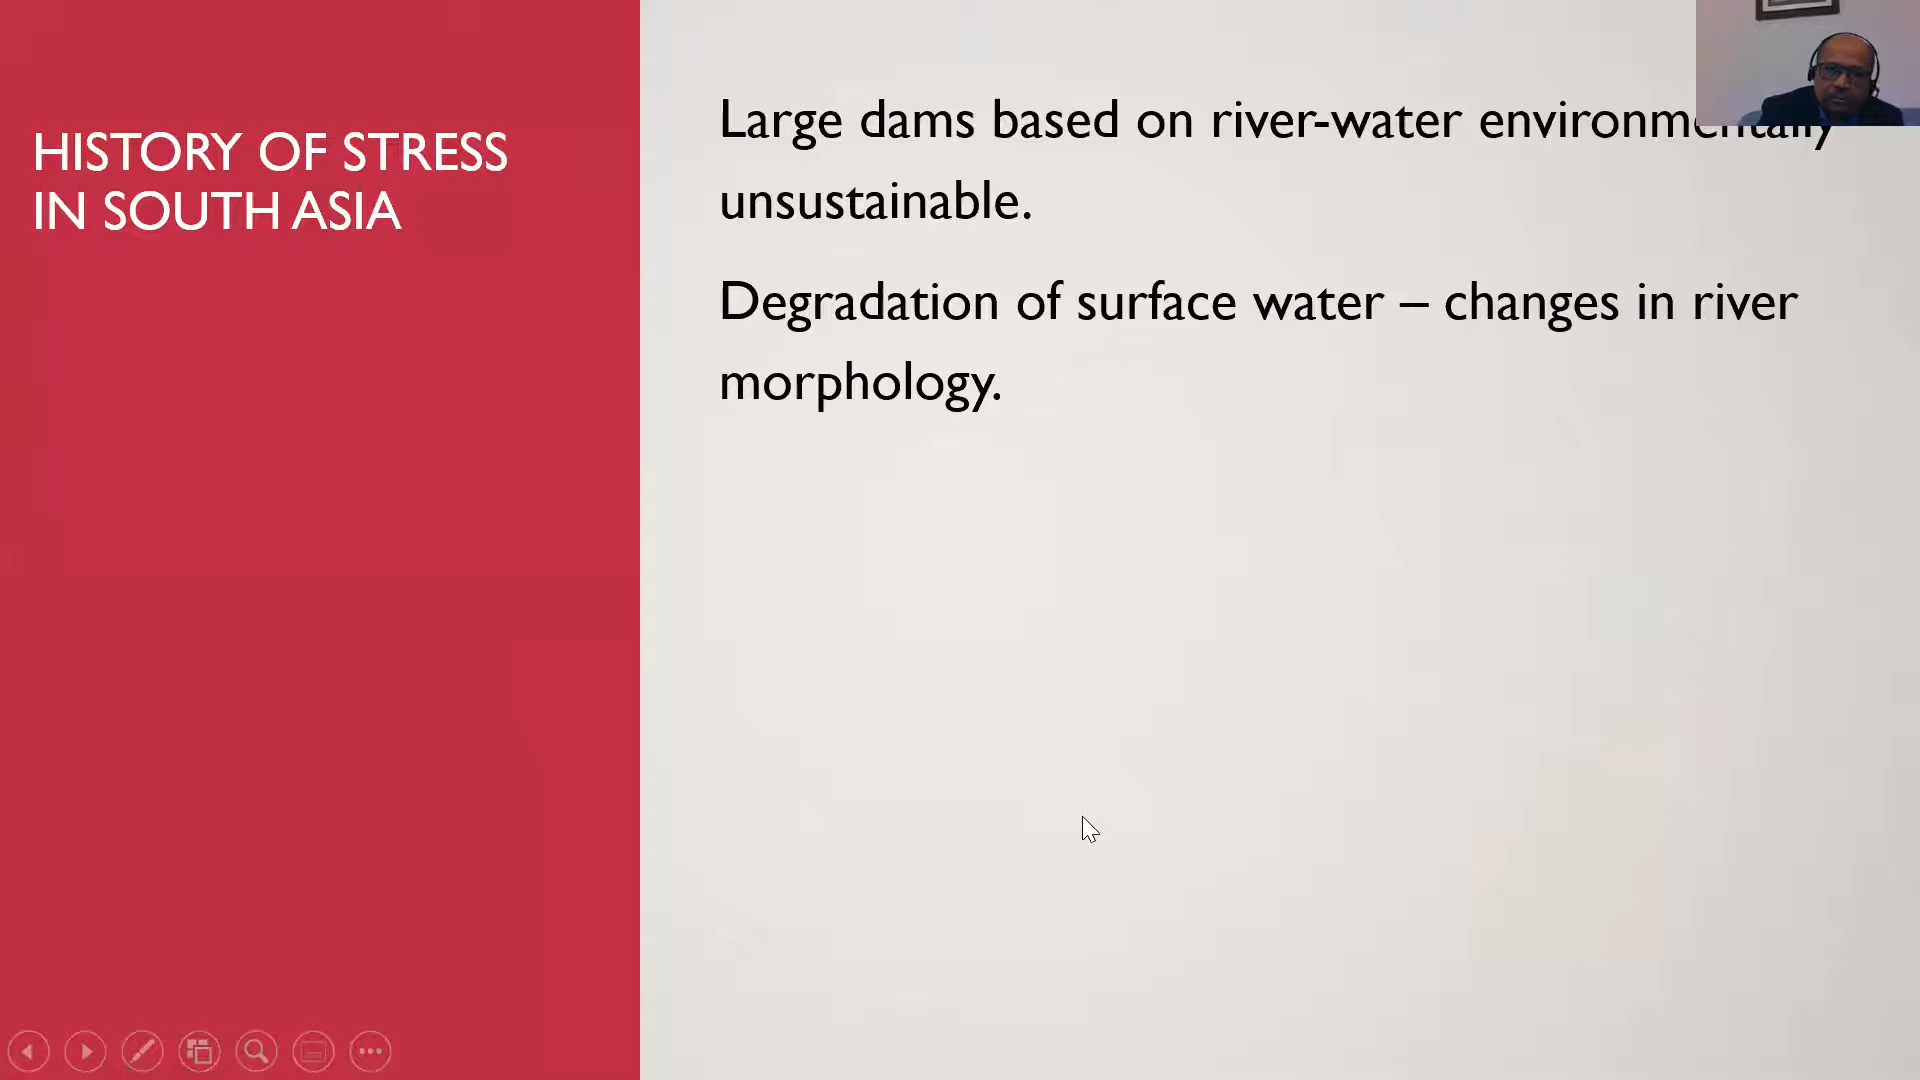 HISTORY OF STRESS
IN SOUTH ASIA
Large dams based on river-water environmentally
unsustainable.
Degradation of surface water – changes in river
morphology.